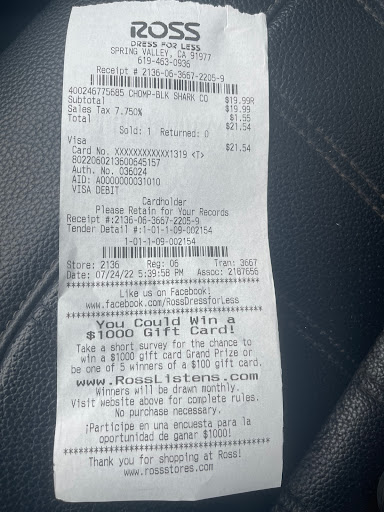 ROSS
DRESS FOR LESS
SPRING VALLEY, CA 91977
619-463-0936
Receipt # 2136-06-3667-2205-9
400246775685 CHOMP-BLK SHARK CO $19.99R
Subtotal $19.99
Sales Tax 7.750% $1.55
Total $21.54
Sold: 1 Returned: 0
Visa $21.54
Card No. XXXXXXXXXXXX1319 <T>
8022060213600645157
Auth. No. 036024
AID: A0000000031010
VISA DEBIT
Cardholder
Please Retain for Your Records
Receipt #:2136-06-3667-2205-9
Tender Detail #:1-01-1-09-002154
1-01-1-09-002154
Store: 2136 Reg: 06 Tran: 3667
Date: 07/24/22 5:39:58 PM Assoc: 2167656
****************************************
Like us on Facebook!
www.facebook.com/RossDressforLess
****************************************
You Could Win a
$1000 Gift Card!
Take a short survey for the chance to
win a $1000 gift card Grand Prize or
be one of 5 winners of a $100 gift card.
www.RossListens.com
Winners will be drawn monthly.
Visit website above for complete rules.
No purchase necessary.
¡Participe en una encuesta para la
oportunidad de ganar $1000!
****************************************
Thank you for shopping at Ross!
www.rossstores.com